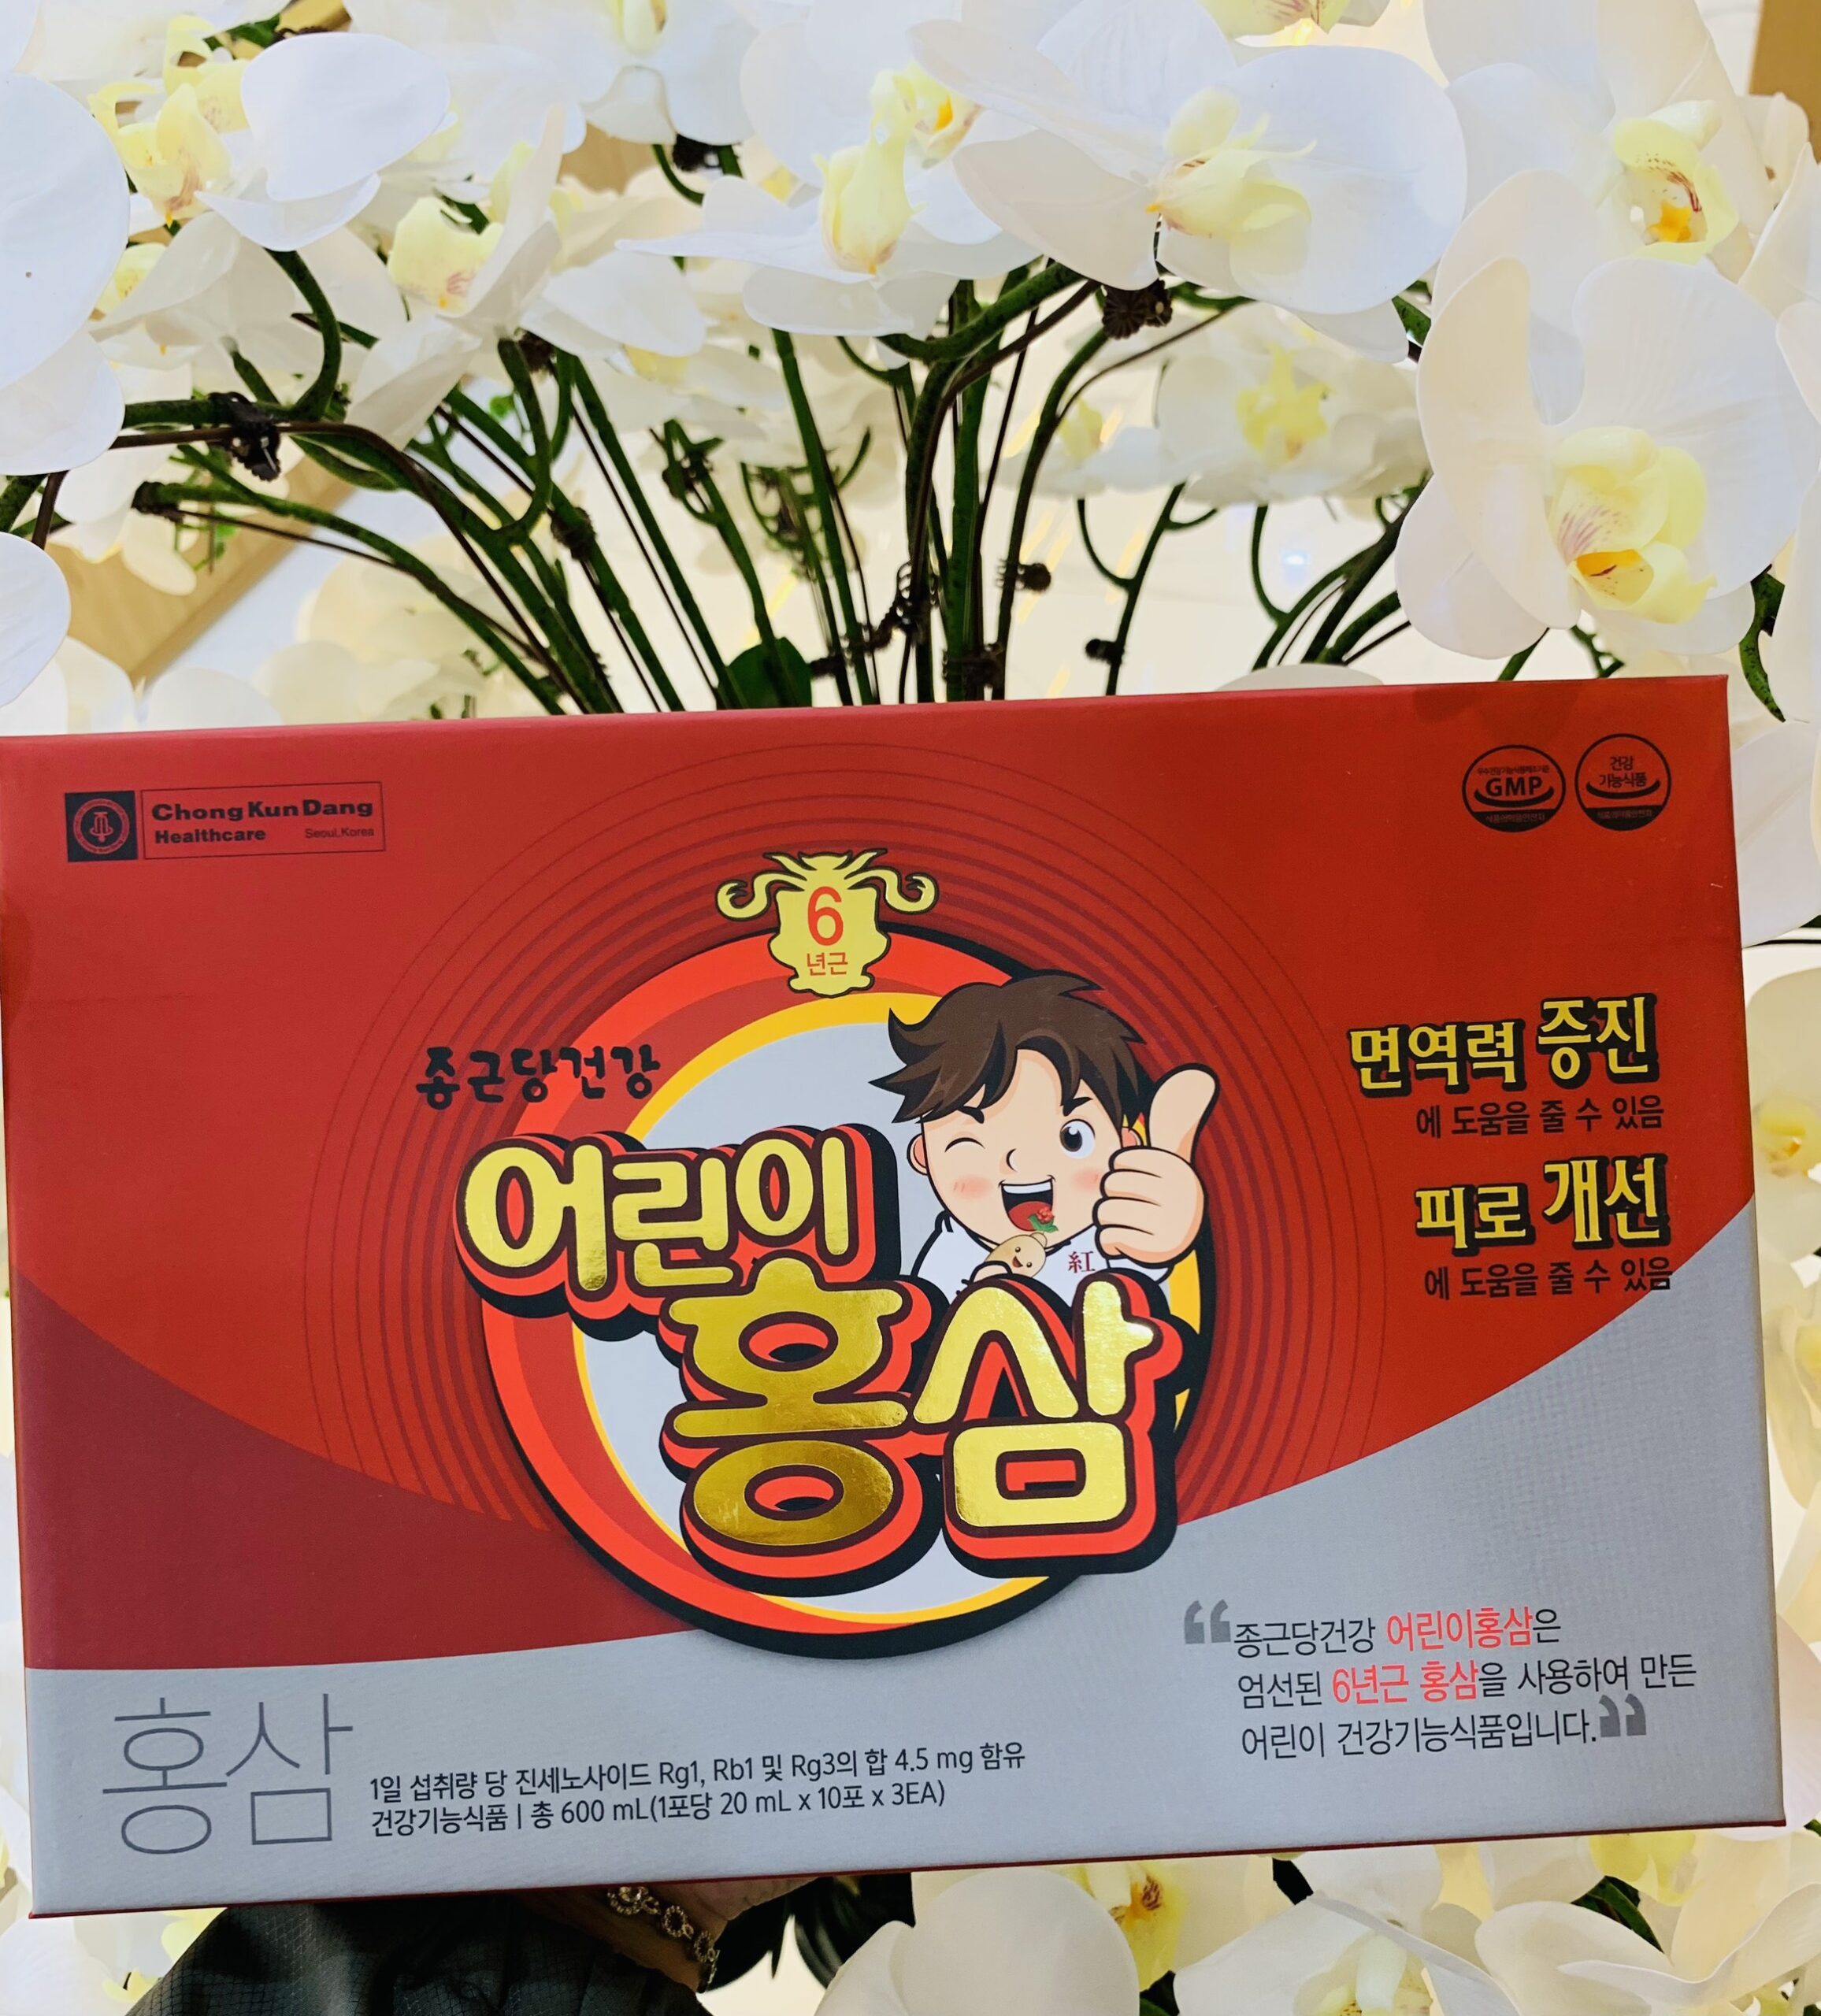 Chong Kun Dang
Healthcare Seoul,Korea
GMP
건강
기능식품
6
년근
종근당건강
어린이
홍삼
紅
면역력 증진
에 도움을 줄 수 있음
피로 개선
에 도움을 줄 수 있음
“종근당건강 어린이홍삼은
엄선된 6년근 홍삼을 사용하여 만든
어린이 건강기능식품입니다.”
홍삼
1일 섭취량 당 진세노사이드 Rg1, Rb1 및 Rg3의 합 4.5 mg 함유
건강기능식품 | 총 600 mL(1포당 20 mL x 10포 x 3EA)